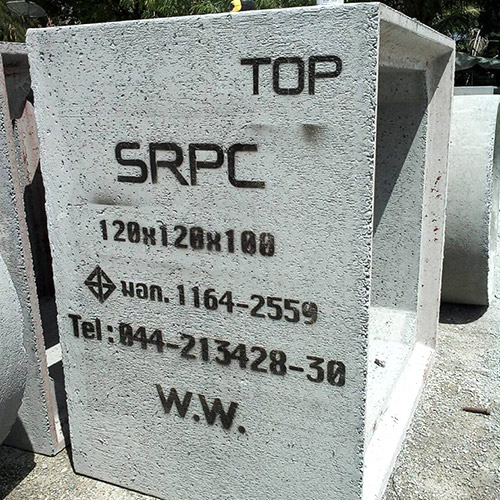 TOP
SRPC
120x120x100
มอก. 1164-2559
Tel : 044-213428-30
W.W.